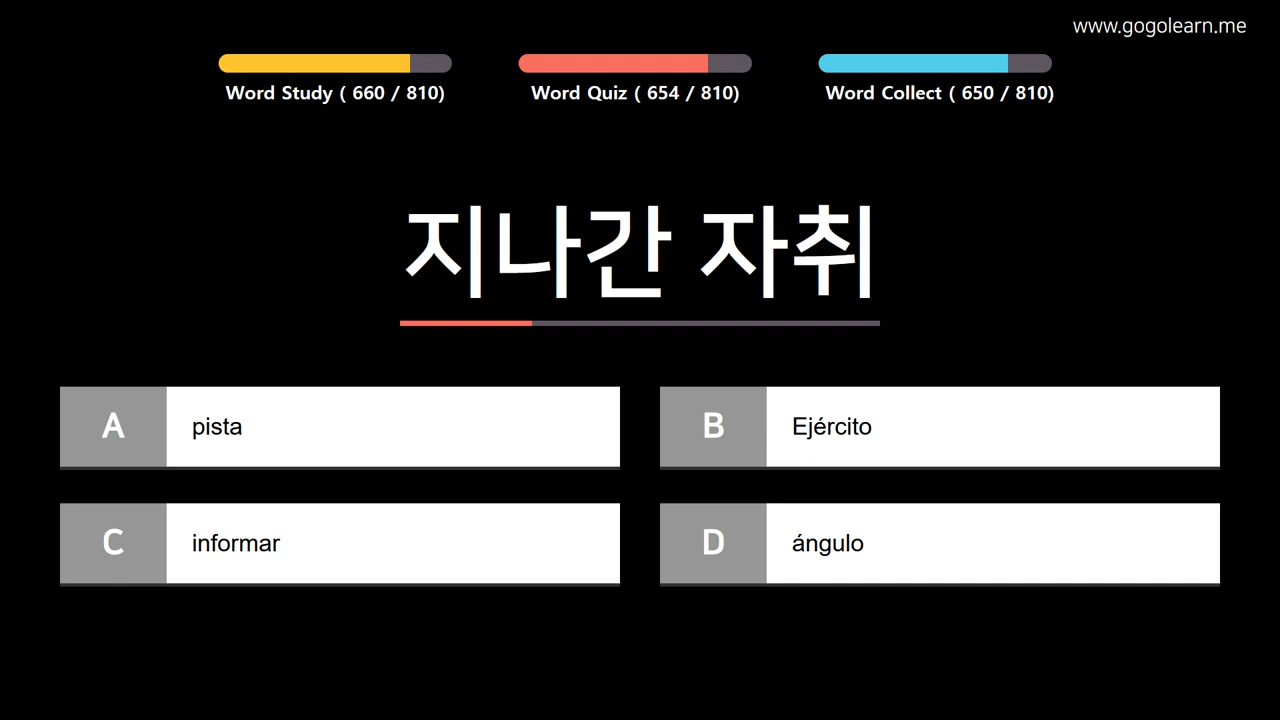 www.gogolearn.me
Word Study ( 660 / 810)
Word Quiz ( 654 / 810)
Word Collect ( 650 / 810)
지나간 자취
A pista
B Ejército
C informar
D ángulo